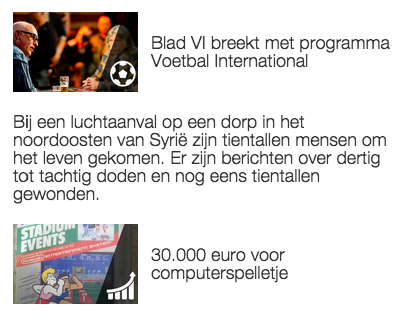 Blad VI breekt met programma
Voetbal International
Bij een luchtaanval op een dorp in het
noordoosten van Syrië zijn tientallen mensen om
het leven gekomen. Er zijn berichten over dertig
tot tachtig doden en nog eens tientallen
gewonden.
STADIUM
EVENTS
30.000 euro voor
computerspelletje